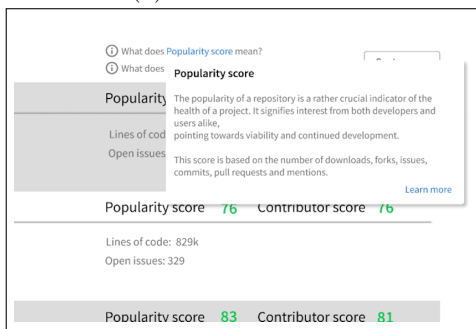 What does Popularity score mean?
What does
Popularity score
Popularity
The popularity of a repository is a rather crucial indicator of the
health of a project. It signifies interest from both developers and
users alike,
pointing towards viability and continued development.
Lines of cod
Open issues
This score is based on the number of downloads, forks, issues,
commits, pull requests and mentions.
Learn more
Popularity score 76 Contributor score 76
Lines of code: 829k
Open issues: 329
Popularity score 83 Contributor score 81